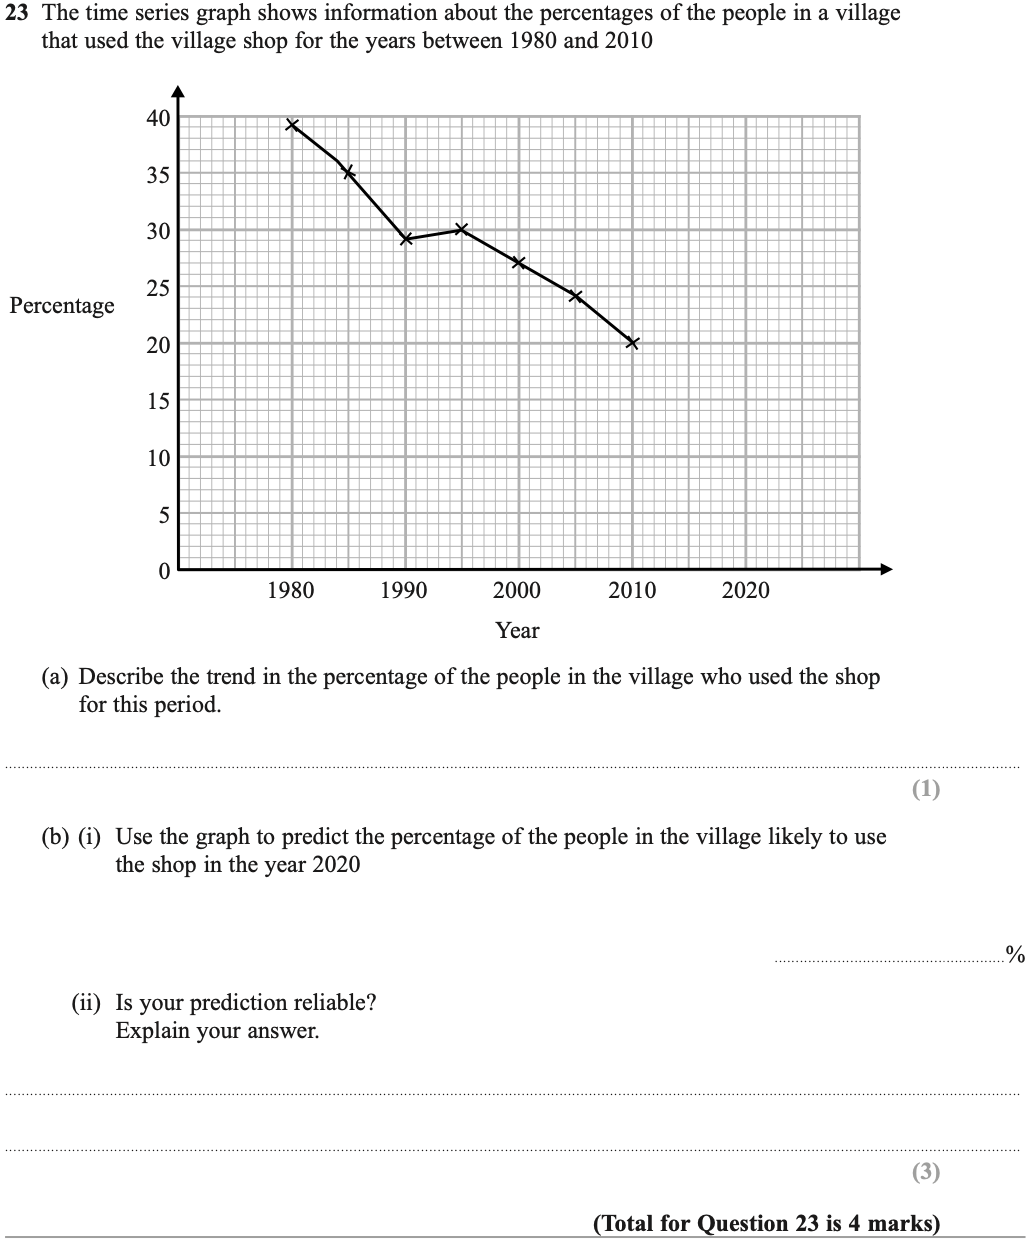 23 The time series graph shows information about the percentages of the people in a village
that used the village shop for the years between 1980 and 2010
40
35
30
25
Percentage
20
15
10
5
0
1980 1990 2000 2010 2020
Year
(a) Describe the trend in the percentage of the people in the village who used the shop
for this period.
(1)
(b) (i) Use the graph to predict the percentage of the people in the village likely to use
the shop in the year 2020
%
(ii) Is your prediction reliable?
Explain your answer.
(3)
(Total for Question 23 is 4 marks)